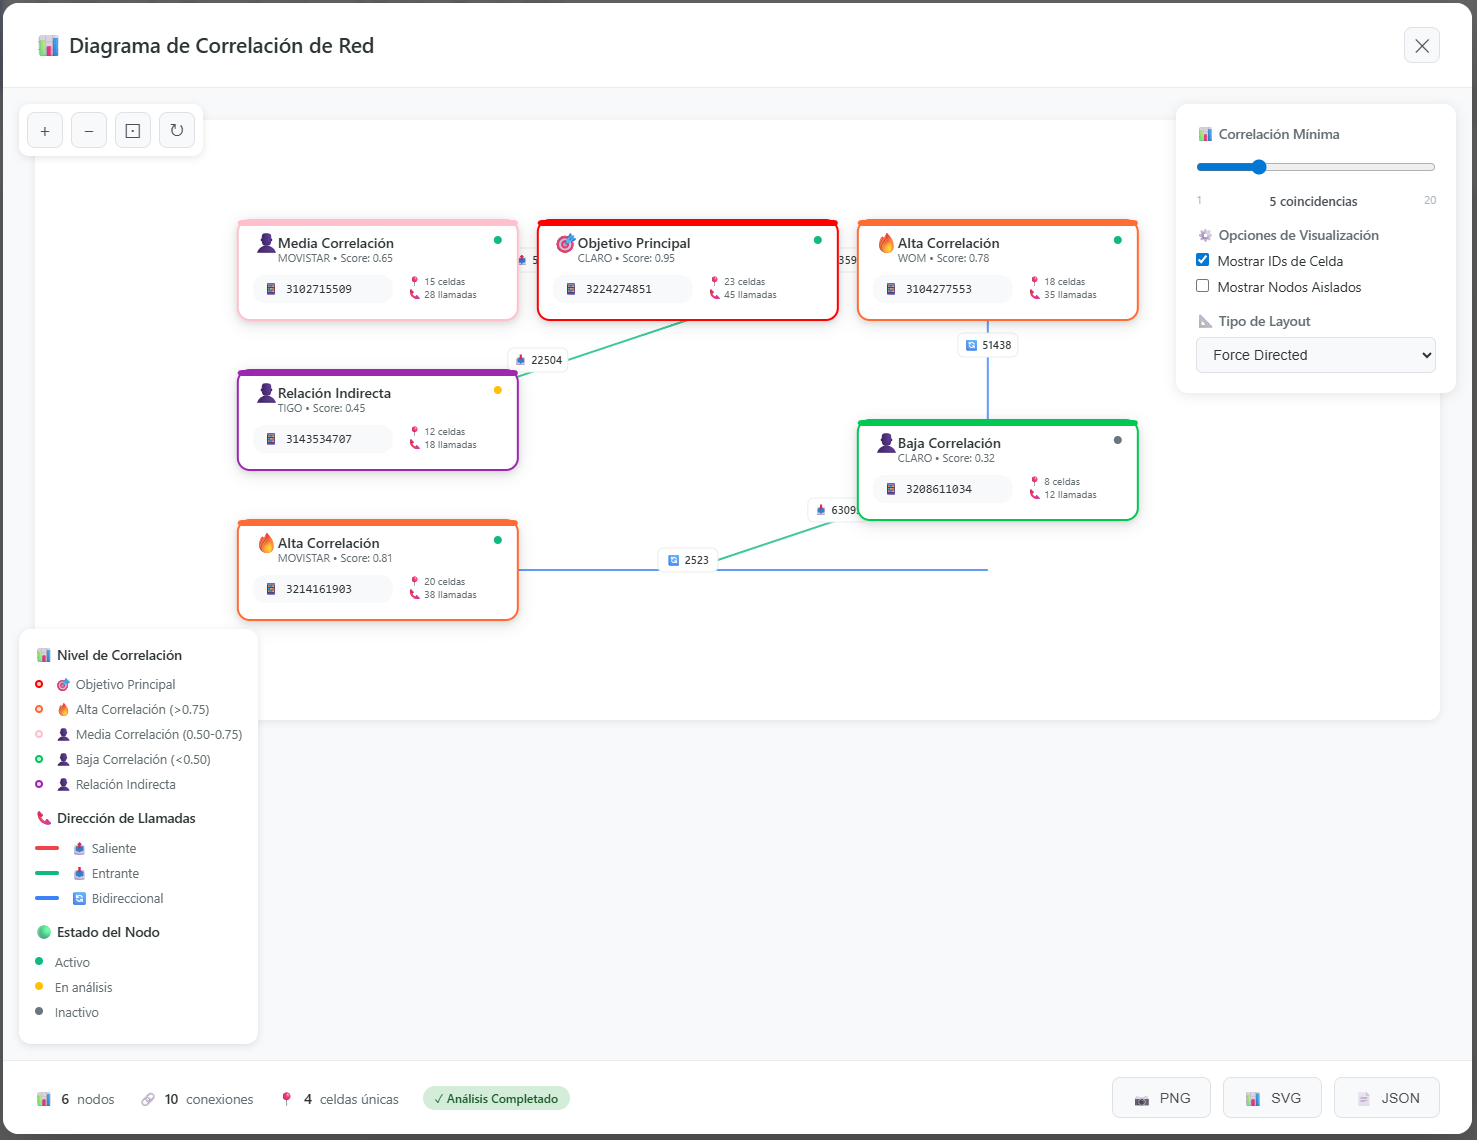 Diagrama de Correlación de Red
+ −
Correlación Mínima
1 5 coincidencias 20
Opciones de Visualización
Mostrar IDs de Celda
Mostrar Nodos Aislados
Tipo de Layout
Force Directed
Media Correlación
MOVISTAR • Score: 0.65
3102715509
15 celdas
28 llamadas
Objetivo Principal
CLARO • Score: 0.95
3224274851
23 celdas
45 llamadas
359
Alta Correlación
WOM • Score: 0.78
3104277553
18 celdas
35 llamadas
51438
22504
Relación Indirecta
TIGO • Score: 0.45
3143534707
12 celdas
18 llamadas
Baja Correlación
CLARO • Score: 0.32
3208611034
8 celdas
12 llamadas
6309
2523
Alta Correlación
MOVISTAR • Score: 0.81
3214161903
20 celdas
38 llamadas
Nivel de Correlación
Objetivo Principal
Alta Correlación (>0.75)
Media Correlación (0.50-0.75)
Baja Correlación (<0.50)
Relación Indirecta
Dirección de Llamadas
Saliente
Entrante
Bidireccional
Estado del Nodo
Activo
En análisis
Inactivo
6 nodos 10 conexiones 4 celdas únicas ✓ Análisis Completado
PNG SVG JSON